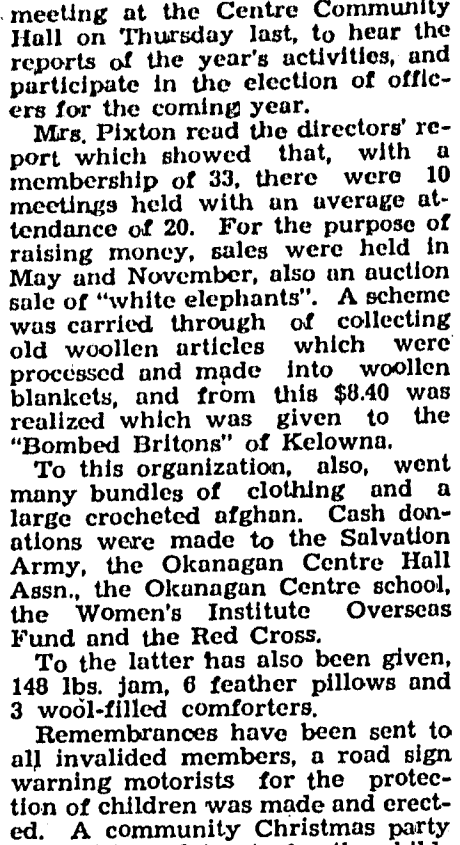 meeting at the Centre Community
Hall on Thursday last, to hear the
reports of the year's activities, and
participate in the election of offic-
ers for the coming year.
Mrs. Pixton read the directors' re-
port which showed that, with a
membership of 33, there were 10
meetings held with an average at-
tendance of 20. For the purpose of
raising money, sales were held in
May and November, also an auction
sale of "white elephants". A scheme
was carried through of collecting
old woollen articles which were
processed and made into woollen
blankets, and from this $8.40 was
realized which was given to the
"Bombed Britons" of Kelowna.
To this organization, also, went
many bundles of clothing and a
large crocheted afghan. Cash don-
ations were made to the Salvation
Army, the Okanagan Centre Hall
Assn., the Okanagan Centre school,
the Women's Institute Overseas
Fund and the Red Cross.
To the latter has also been given,
148 lbs. jam, 6 feather pillows and
3 wool-filled comforters.
Remembrances have been sent to
all invalided members, a road sign
warning motorists for the protec-
tion of children was made and erect-
ed. A community Christmas party